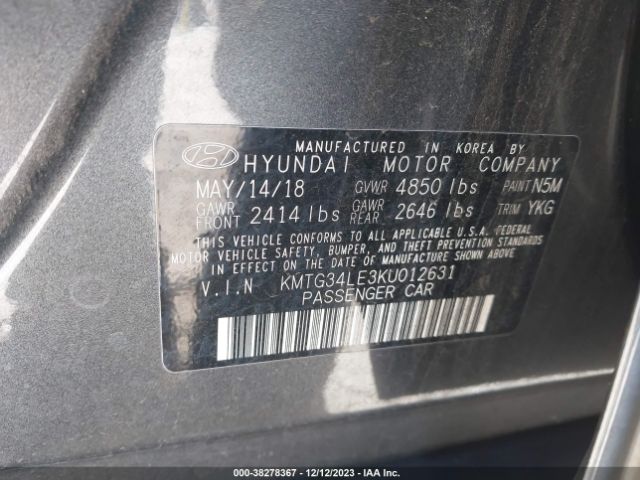 MANUFACTURED IN KOREA BY
HYUNDAI MOTOR COMPANY
MAY/14/18 GVWR 4850 lbs PAINT N5M
GAWR FRONT 2414 lbs GAWR REAR 2646 lbs TRIM YKG
THIS VEHICLE CONFORMS TO ALL APPLICABLE U.S.A. FEDERAL
MOTOR VEHICLE SAFETY, BUMPER, AND THEFT PREVENTION STANDARDS
IN EFFECT ON THE DATE OF MANUFACTURE SHOWN ABOVE
V.I.N KMTG34LE3KU012631
PASSENGER CAR
000-38278367 - 12/12/2023 - IAA Inc.